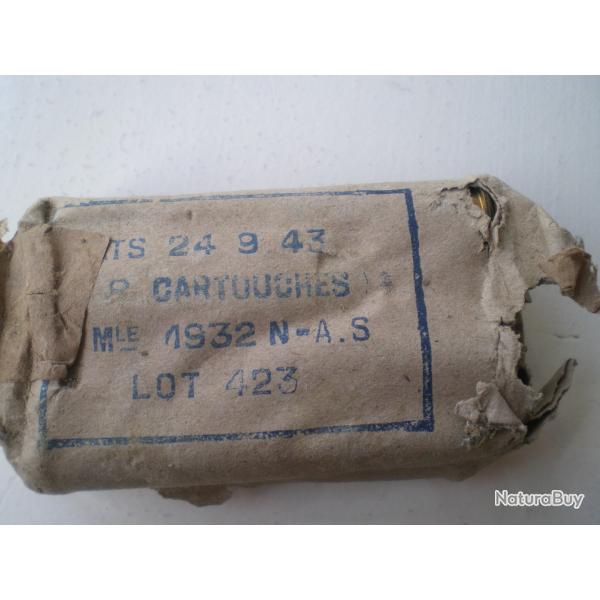 TS 24 9 43
CARTOUCHES
MLE 1932 N-A.S
LOT 423
NaturaBuy